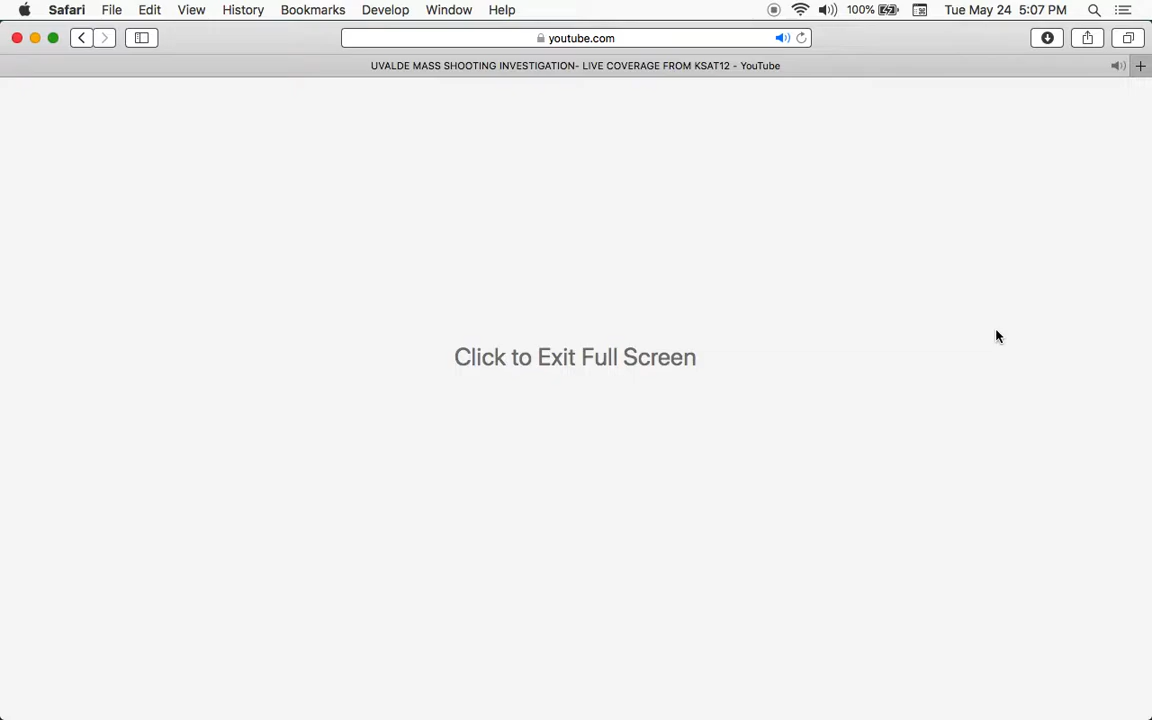 Safari File Edit View History Bookmarks Develop Window Help 100% Tue May 24 5:07 PM
youtube.com
UVALDE MASS SHOOTING INVESTIGATION- LIVE COVERAGE FROM KSAT12 - YouTube
Click to Exit Full Screen